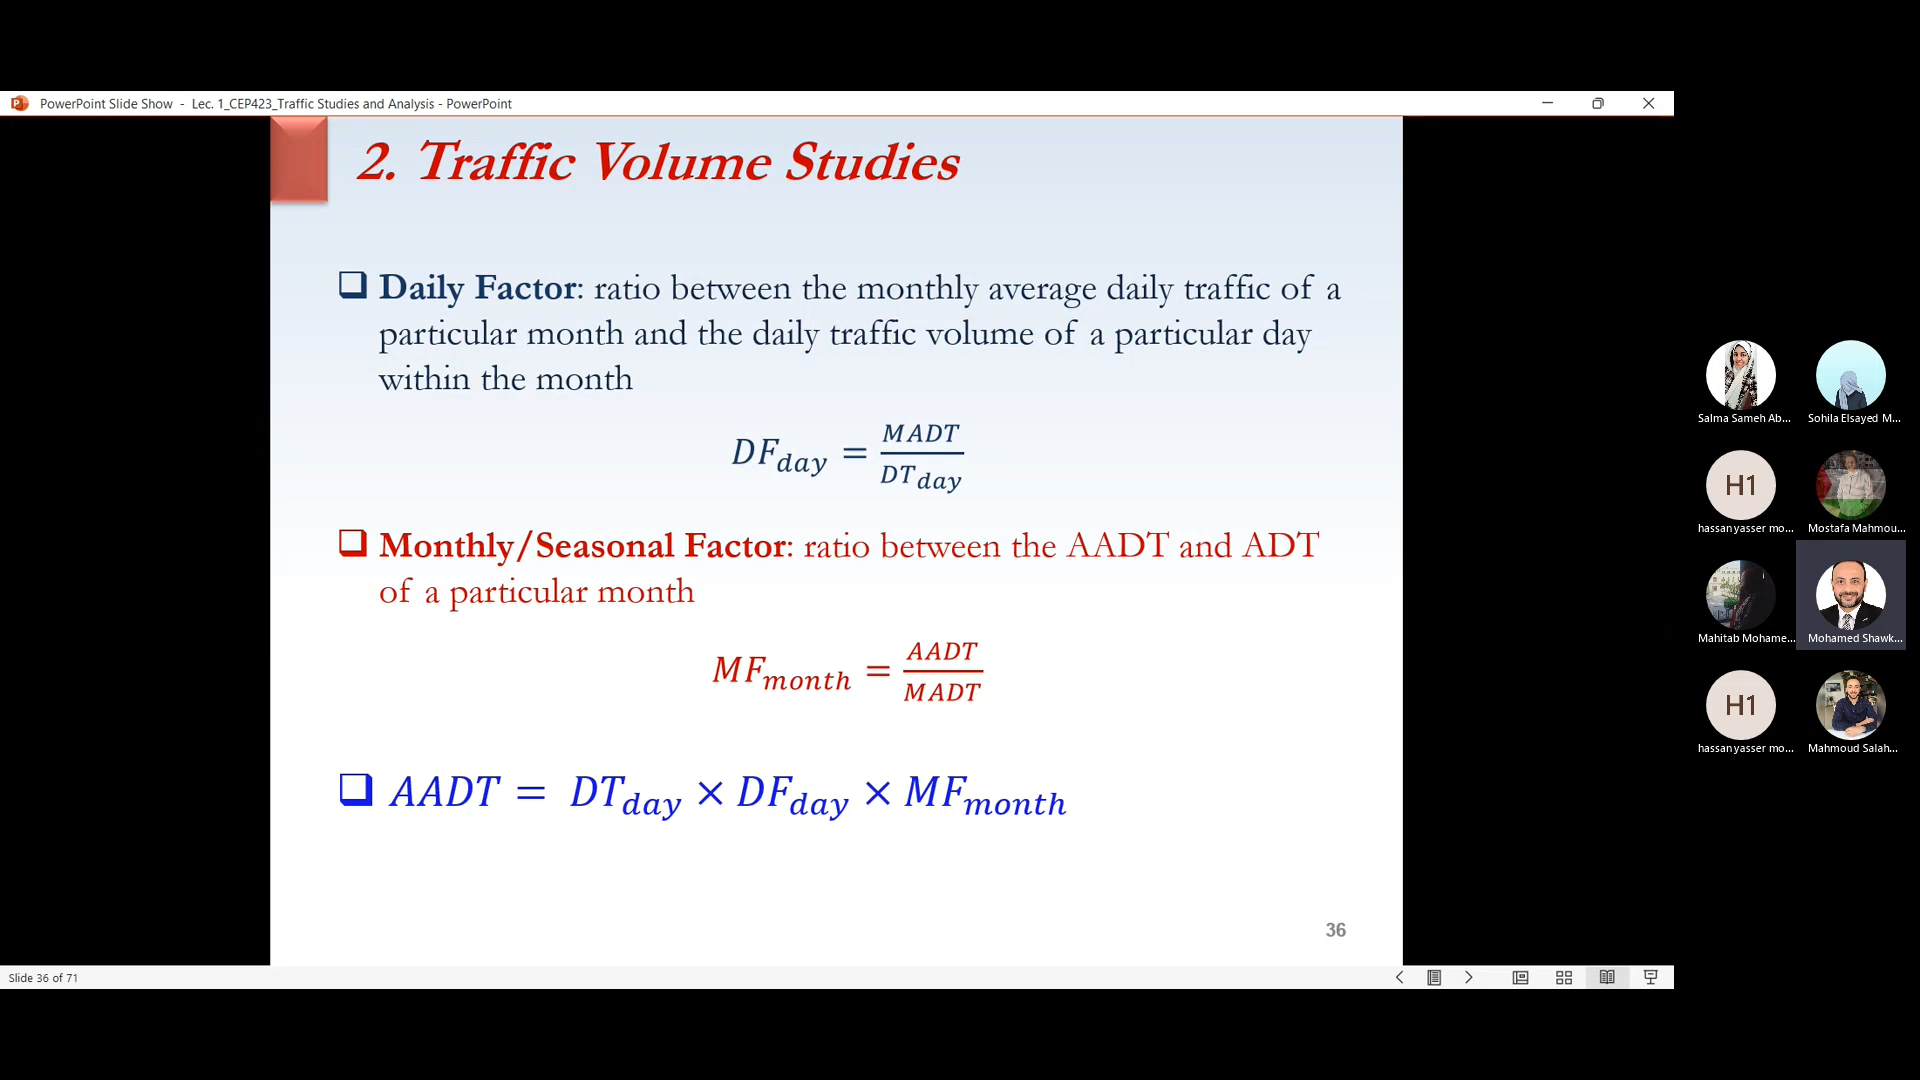 PowerPoint Slide Show - Lec. 1_CEP423_Traffic Studies and Analysis - PowerPoint
2. Traffic Volume Studies
❑ Daily Factor: ratio between the monthly average daily traffic of a
particular month and the daily traffic volume of a particular day
within the month
DF_day = MADT / DT_day
❑ Monthly/Seasonal Factor: ratio between the AADT and ADT
of a particular month
MF_month = AADT / MADT
❑ AADT = DT_day × DF_day × MF_month
36
Slide 36 of 71
Salma Sameh Ab...
Sohila Elsayed M...
H1
hassan yasser mo...
Mostafa Mahmou...
Mahitab Mohame...
Mohamed Shawk...
H1
hassan yasser mo...
Mahmoud Salah...